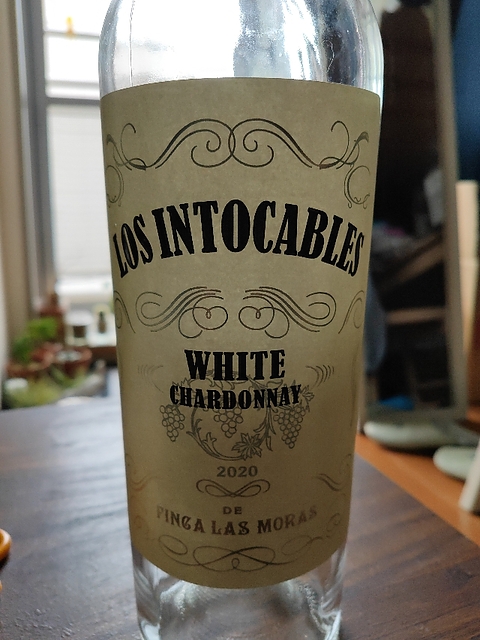 LOS INTOCABLES
WHITE
CHARDONNAY
2020
DE
FINCA LAS MORAS